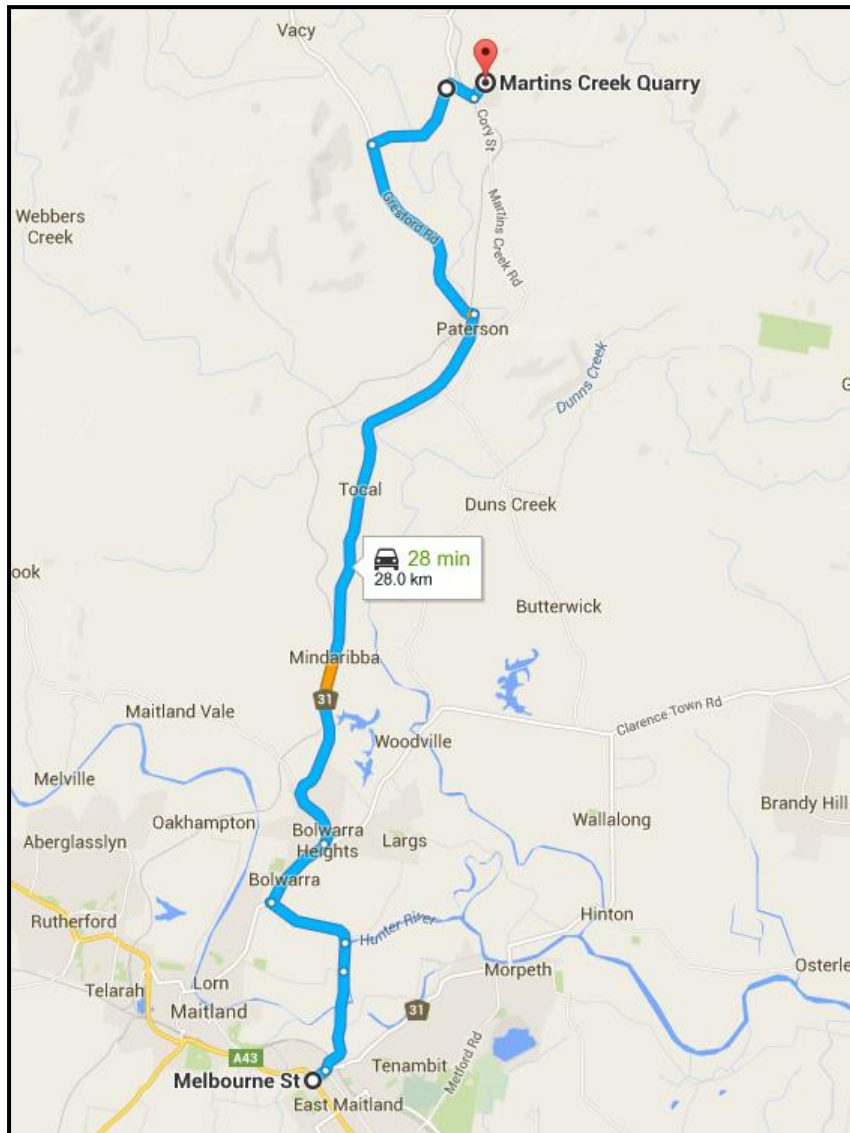 Vacy
Martins Creek Quarry
Cory St
Gresford Rd
Martins Creek Rd
Webbers
Creek
Paterson
Dunns Creek
G
Tocal
Duns Creek
28 min
28.0 km
ook
Butterwick
Mindaribba
31
Maitland Vale
Clarence Town Rd
Woodville
Melville
Brandy Hill
Oakhampton
Wallalong
Bolwarra
Heights
Largs
Aberglasslyn
Bolwarra
Rutherford
Hunter River
Hinton
Morpeth
Osterle
Telarah
Lorn
Maitland
31
A43
Metford Rd
Tenambit
Melbourne St
East Maitland